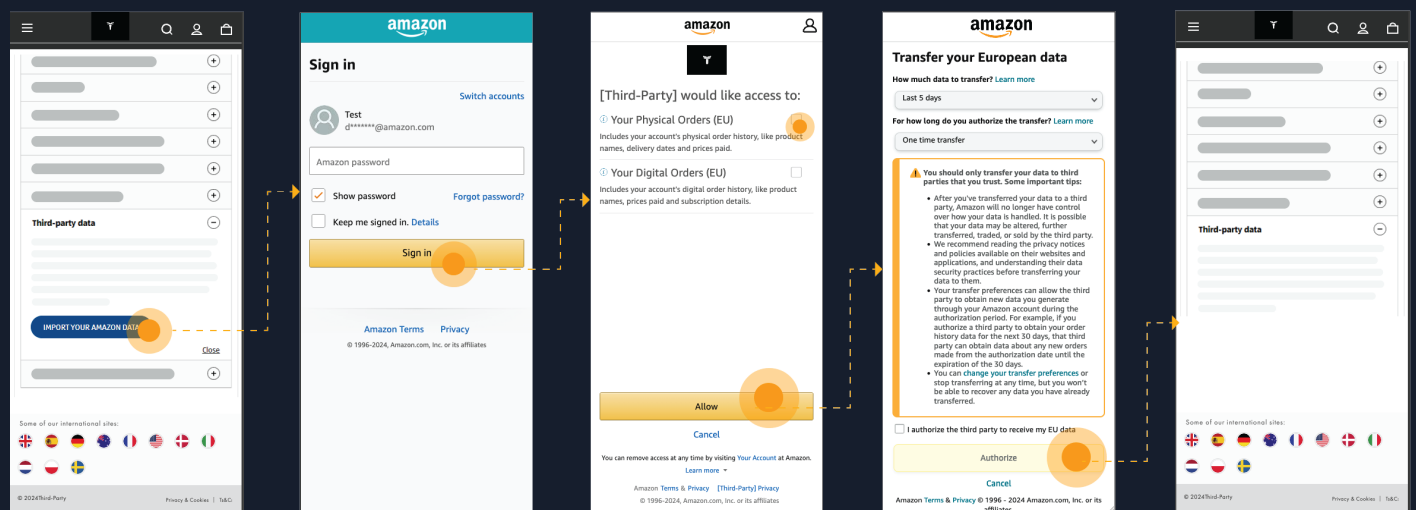 Third-party data
IMPORT YOUR AMAZON DATA
Close
Some of our international sites:
© 2024Third-Party
Privacy & Cookies | Ts&Cs
amazon
Sign in
Switch accounts
Test
d*******@amazon.com
Amazon password
Show password
Forgot password?
Keep me signed in. Details
Sign in
Amazon Terms
Privacy
© 1996-2024, Amazon.com, Inc. or its affiliates
amazon
[Third-Party] would like access to:
Your Physical Orders (EU)
Includes your account's physical order history, like product
names, delivery dates and prices paid.
Your Digital Orders (EU)
Includes your account's digital order history, like product
names, prices paid and subscription details.
Allow
Cancel
You can remove access at any time by visiting Your Account at Amazon.
Learn more
Amazon Terms & Privacy [Third-Party] Privacy
© 1996-2024, Amazon.com, Inc. or its affiliates
amazon
Transfer your European data
How much data to transfer? Learn more
Last 5 days
For how long do you authorize the transfer? Learn more
One time transfer
You should only transfer your data to third
parties that you trust. Some important tips:
• After you've transferred your data to a third
party, Amazon will no longer have control
over how your data is handled. It is possible
that your data may be altered, further
transferred, traded, or sold by the third party.
• We recommend reading the privacy notices
and policies available on their websites and
applications, and understanding their data
security practices before transferring your
data to them.
• Your transfer preferences can allow the third
party to obtain new data you generate
through your Amazon account during the
authorization period. For example, if you
authorize a third party to obtain your order
history data for the next 30 days, that third
party can obtain data about any new orders
made from the authorization date until the
expiration of the 30 days.
• You can change your transfer preferences or
stop transferring at any time, but you won't
be able to recover any data you have already
transferred.
I authorize the third party to receive my EU data
Authorize
Cancel
Amazon Terms & Privacy © 1996 - 2024 Amazon.com, Inc. or its
affiliates
Third-party data
Some of our international sites:
© 2024Third-Party
Privacy & Cookies | Ts&Cs